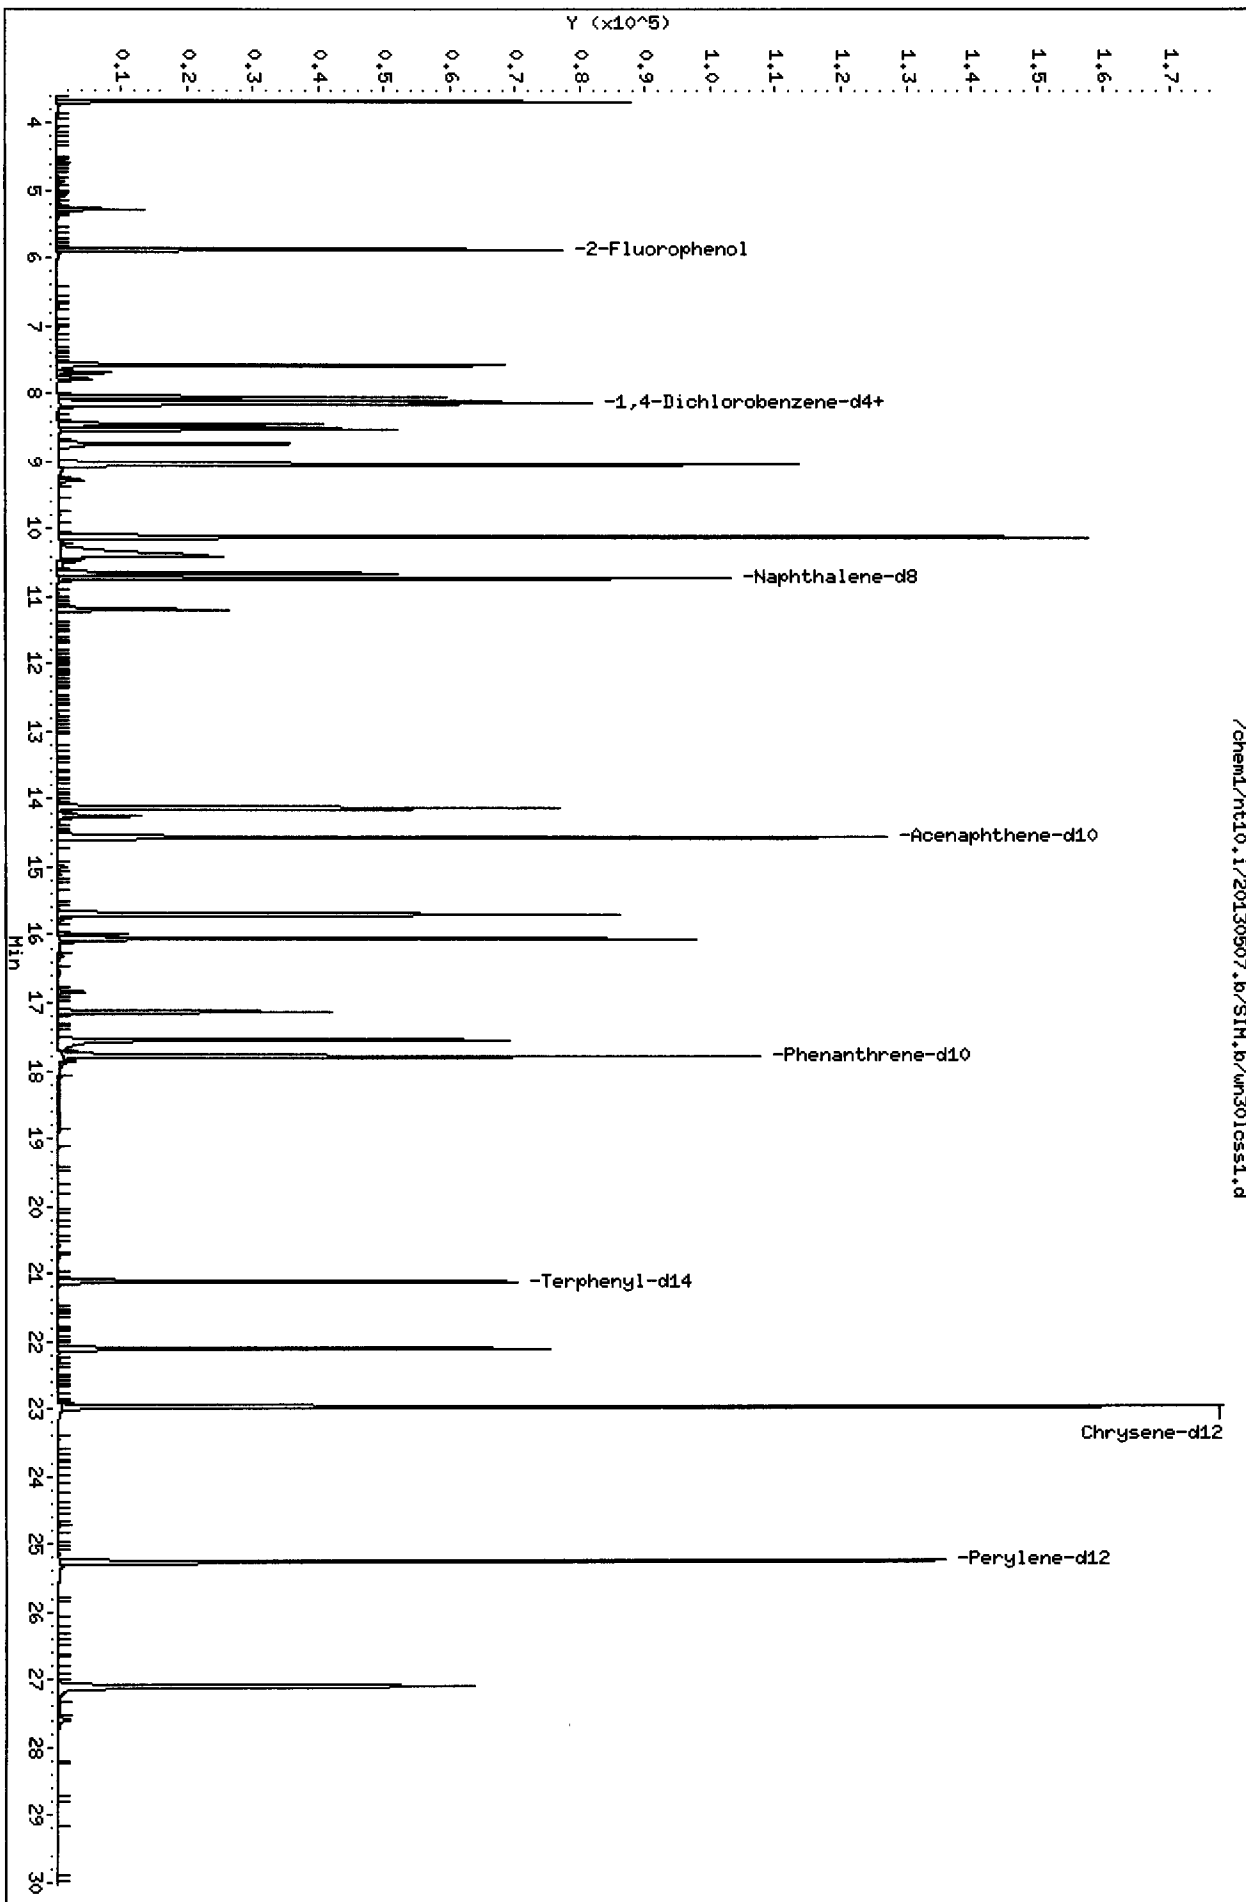 /chem1/nt10.i/20130507.b/SIM.b/wn30lcss1.d
Y (x10^5)
1.7
1.6
1.5
1.4
1.3
1.2
1.1
1.0
0.9
0.8
0.7
0.6
0.5
0.4
0.3
0.2
0.1
-2-Fluorophenol
-1,4-Dichlorobenzene-d4+
-Naphthalene-d8
-Acenaphthene-d10
-Phenanthrene-d10
-Terphenyl-d14
Chrysene-d12
-Perylene-d12
4 5 6 7 8 9 10 11 12 13 14 15 16 17 18 19 20 21 22 23 24 25 26 27 28 29 30
Min